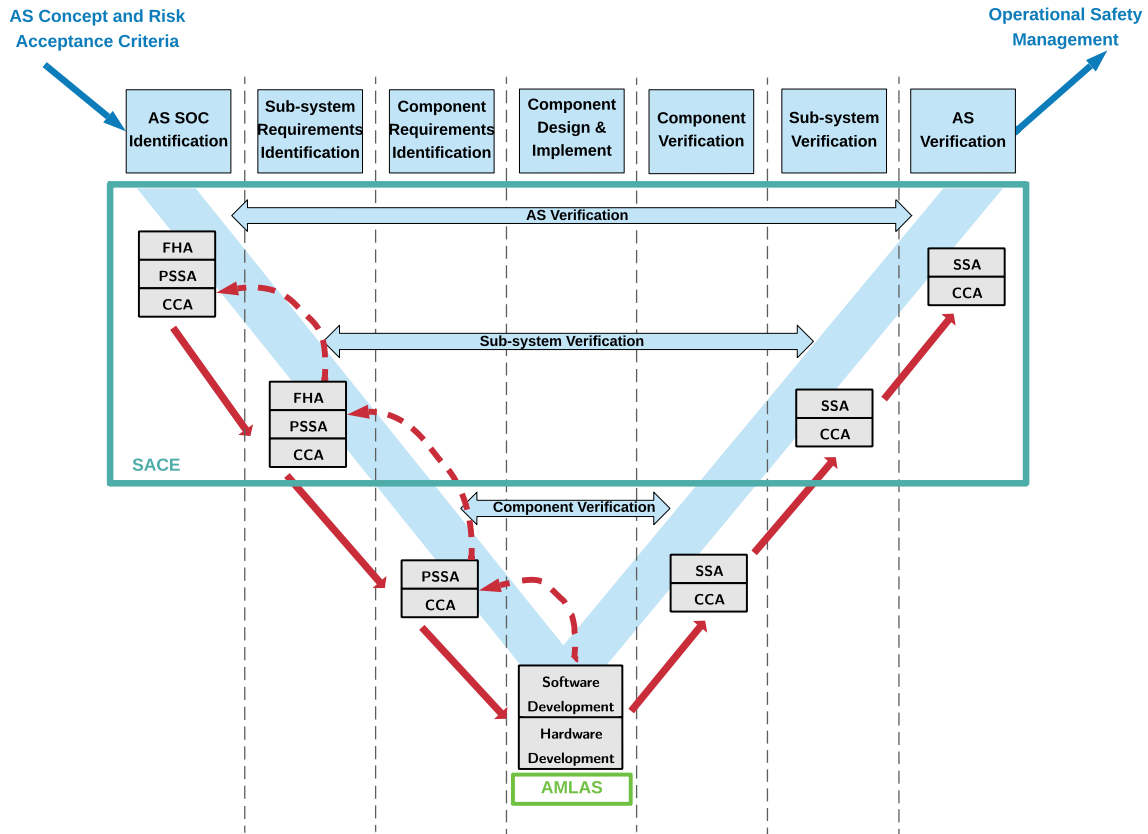 AS Concept and Risk
Acceptance Criteria
Operational Safety
Management
AS SOC
Identification
Sub-system
Requirements
Identification
Component
Requirements
Identification
Component
Design &
Implement
Component
Verification
Sub-system
Verification
AS
Verification
AS Verification
FHA
PSSA
CCA
SSA
CCA
Sub-system Verification
FHA
PSSA
CCA
SSA
CCA
SACE
Component Verification
PSSA
CCA
SSA
CCA
Software
Development
Hardware
Development
AMLAS